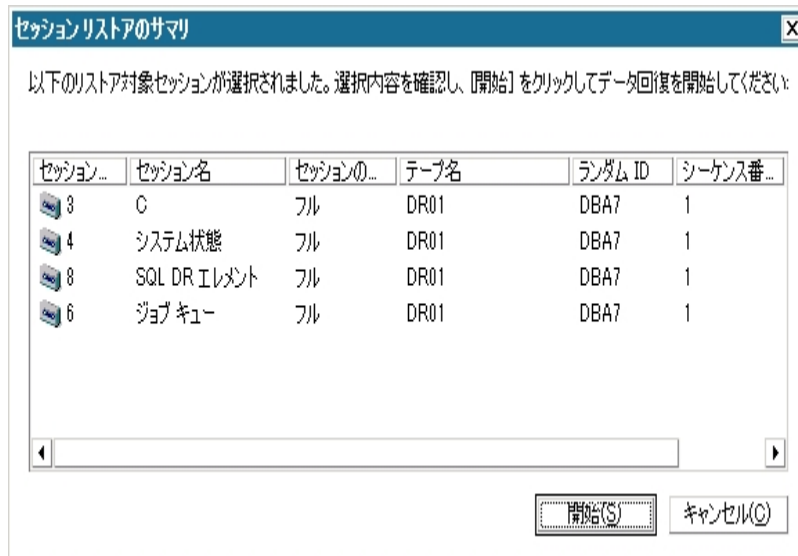 セッション リストアのサマリ
以下のリストア対象セッションが選択されました。選択内容を確認し、[開始] をクリックしてデータ回復を開始してください
セッション... セッション名 セッションの... テープ名 ランダム ID シーケンス番...
3 C フル DR01 DBA7 1
4 システム状態 フル DR01 DBA7 1
8 SQL DR エレメント フル DR01 DBA7 1
6 ジョブ キュー フル DR01 DBA7 1
開始(S) キャンセル(C)